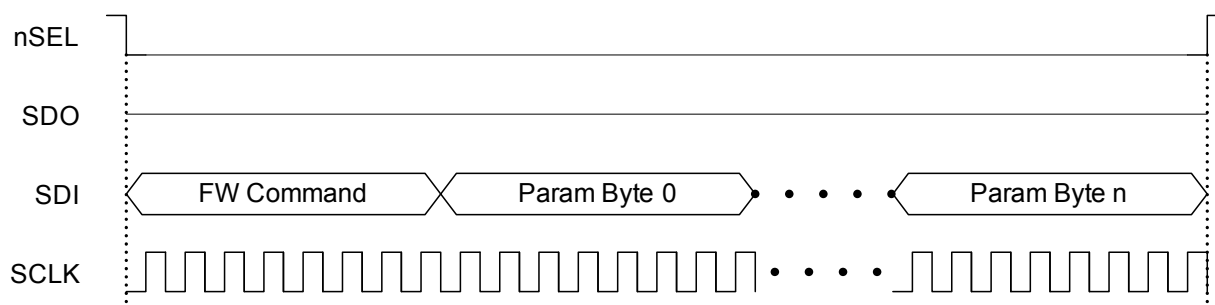 nSEL
SDO
SDI FW Command Param Byte 0 Param Byte n
SCLK